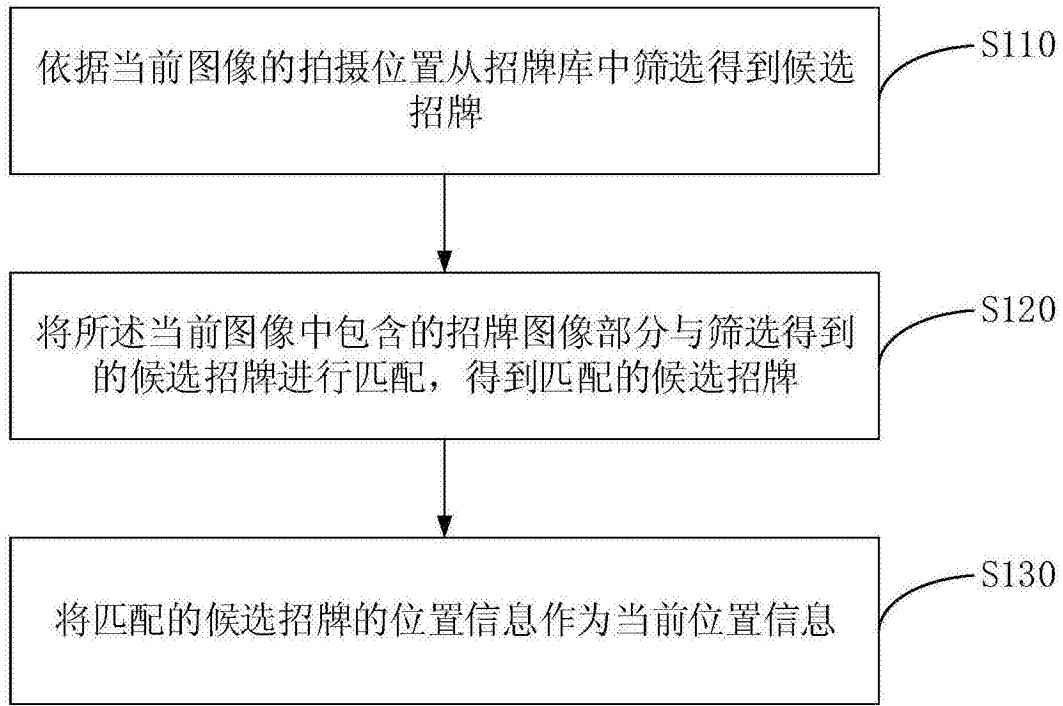 依据当前图像的拍摄位置从招牌库中筛选得到候选
招牌
S110
将所述当前图像中包含的招牌图像部分与筛选得到
的候选招牌进行匹配，得到匹配的候选招牌
S120
将匹配的候选招牌的位置信息作为当前位置信息
S130